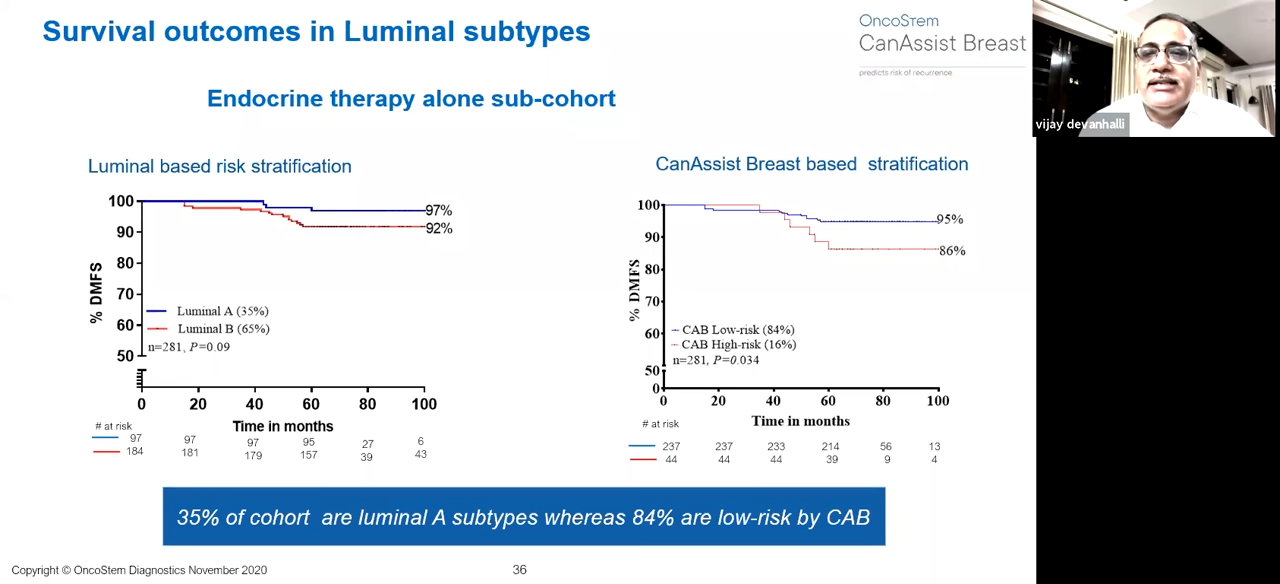 Survival outcomes in Luminal subtypes
OncoStem
CanAssist Breast
predicts risk of recurrence
vijay devanhalli
Endocrine therapy alone sub-cohort
Luminal based risk stratification
100
90
80
70
60
50
% DMFS
97%
92%
Luminal A (35%)
Luminal B (65%)
n=281, P=0.09
0 20 40 60 80 100
Time in months
# at risk
97 97 97 95 27 6
184 181 179 157 39 43
CanAssist Breast based stratification
100
90
80
70
60
50
0
% DMFS
95%
86%
CAB Low-risk (84%)
CAB High-risk (16%)
n=281, P=0.034
0 20 40 60 80 100
Time in months
# at risk
237 237 233 214 56 13
44 44 44 39 9 4
35% of cohort are luminal A subtypes whereas 84% are low-risk by CAB
Copyright © OncoStem Diagnostics November 2020
36